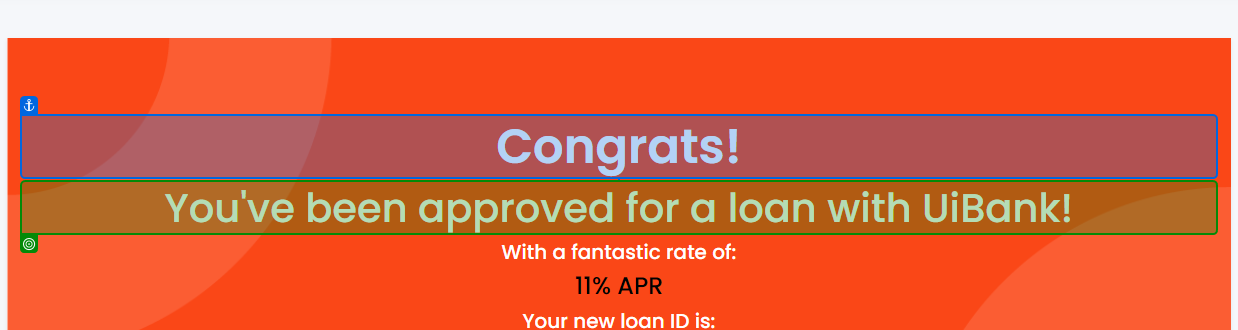 Congrats!
You've been approved for a loan with UiBank!
With a fantastic rate of:
11% APR
Your new loan ID is: